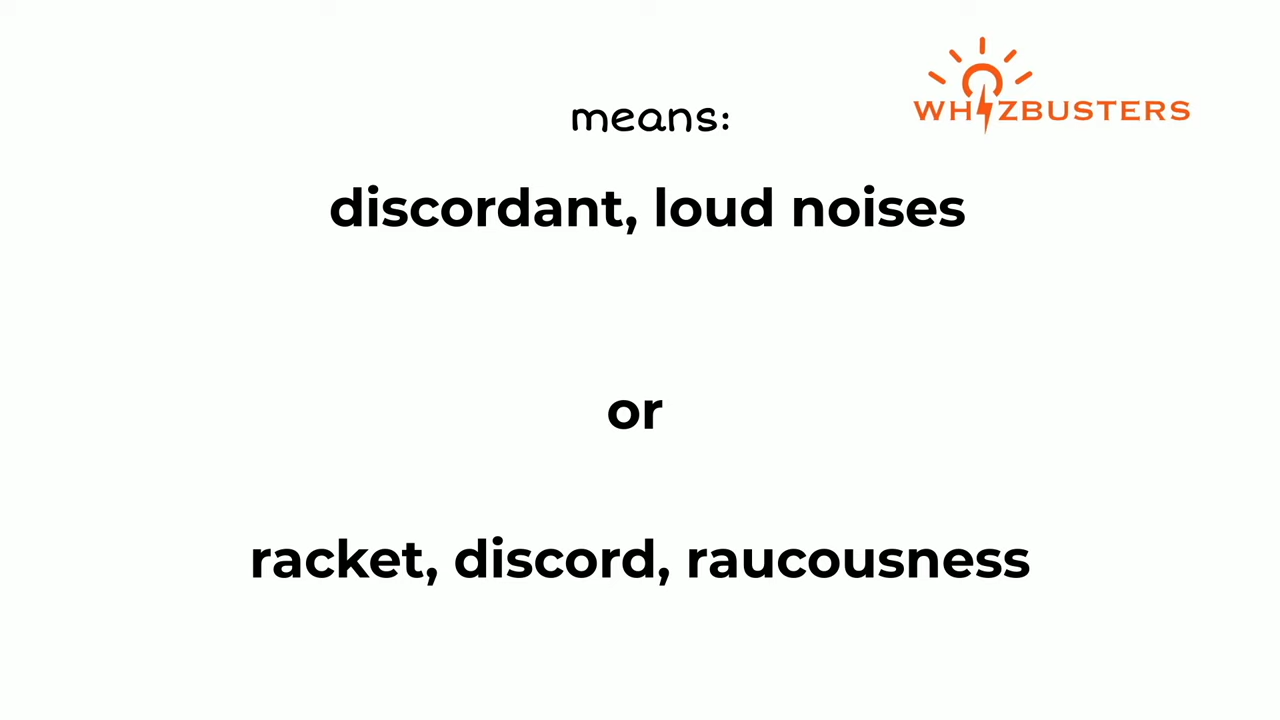 WHIZBUSTERS
means:
discordant, loud noises
or
racket, discord, raucousness